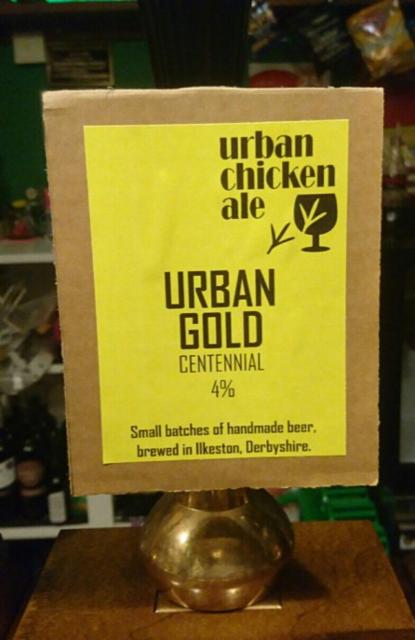 urban
chicken
ale
URBAN
GOLD
CENTENNIAL
4%
Small batches of handmade beer,
brewed in Ilkeston, Derbyshire.